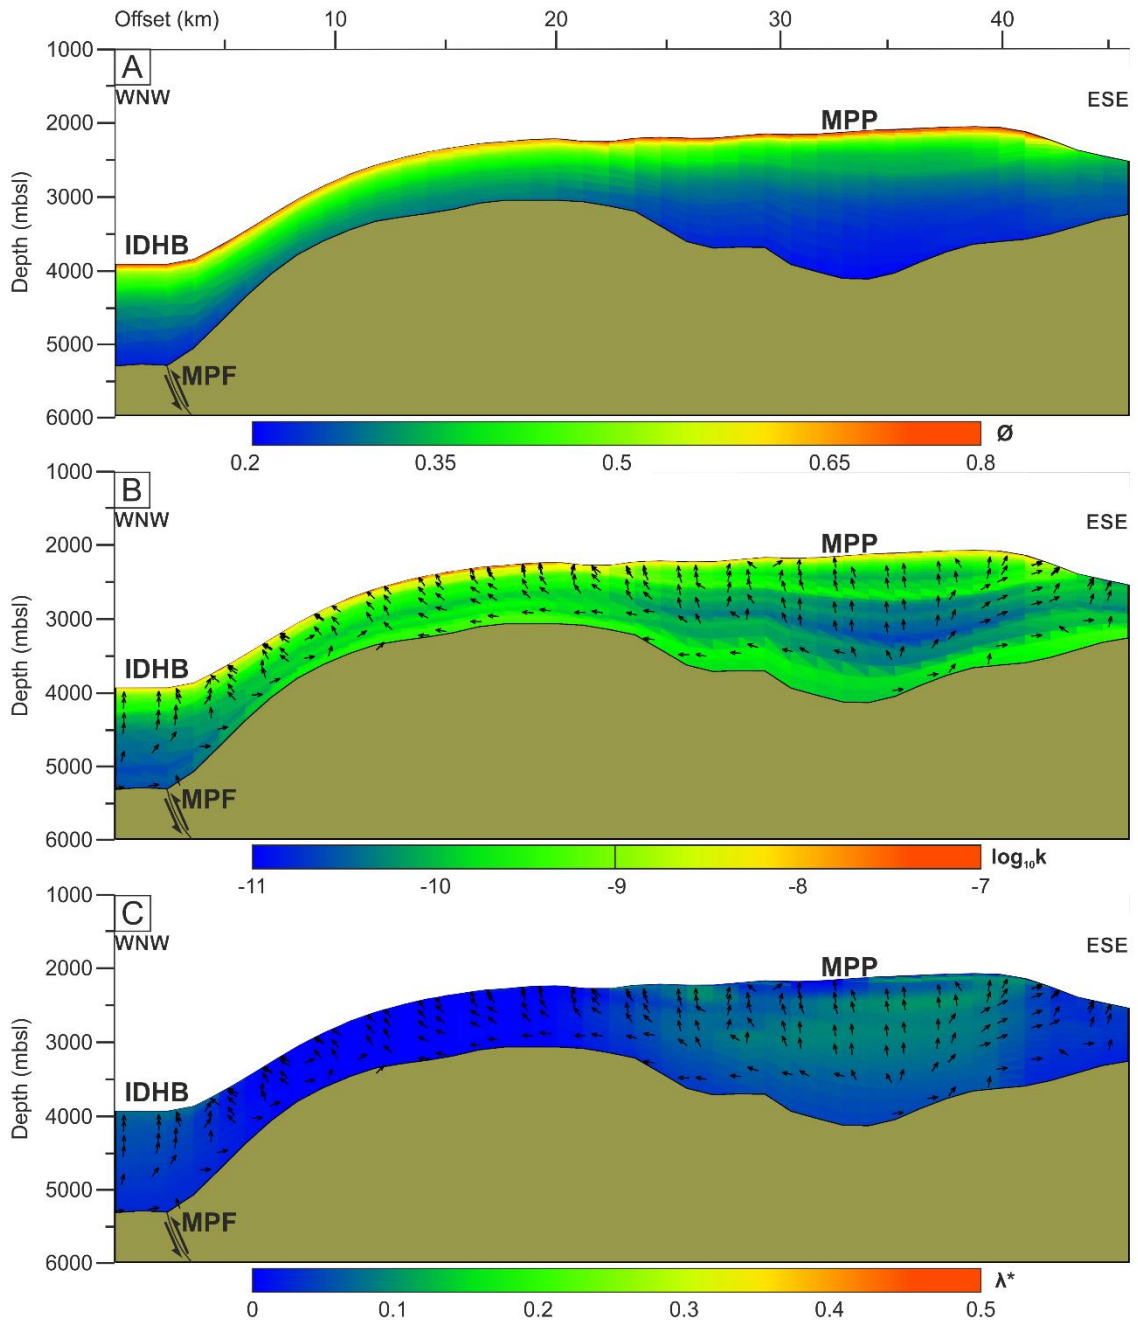 Offset (km) 10 20 30 40
1000
A
WNW
ESE
2000
MPP
3000
IDHB
4000
5000
MPF
6000
Depth (mbsl)
Ø
0.2 0.35 0.5 0.65 0.8
1000
B
WNW
ESE
2000
MPP
3000
IDHB
4000
5000
MPF
6000
Depth (mbsl)
log₁₀k
-11 -10 -9 -8 -7
1000
C
WNW
ESE
2000
MPP
3000
IDHB
4000
5000
MPF
6000
Depth (mbsl)
λ*
0 0.1 0.2 0.3 0.4 0.5